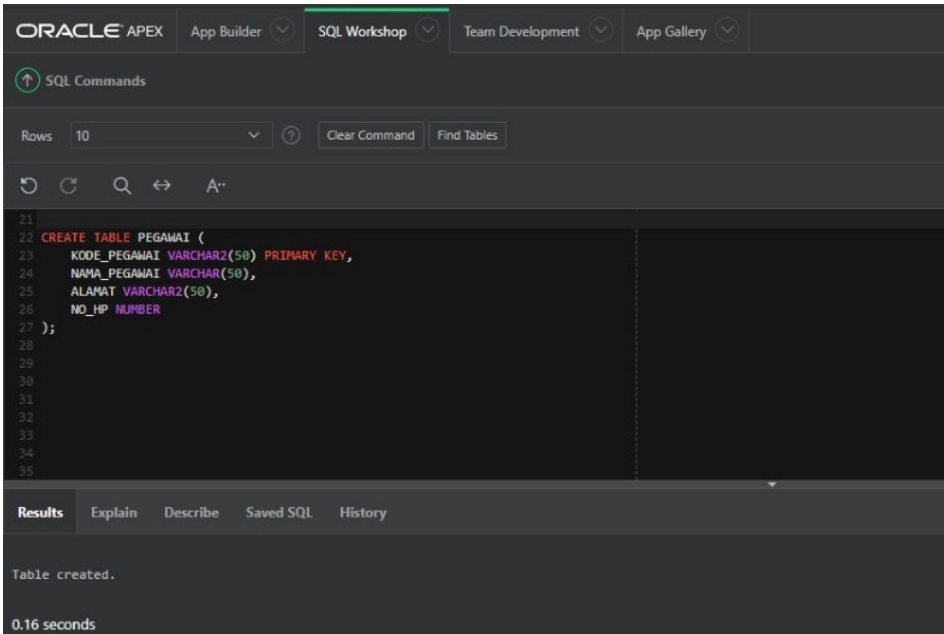 ORACLE APEX App Builder SQL Workshop Team Development App Gallery
SQL Commands
Rows 10 ? Clear Command Find Tables
A
21
22 CREATE TABLE PEGAWAI (
23 KODE_PEGAWAI VARCHAR2(50) PRIMARY KEY,
24 NAMA_PEGAWAI VARCHAR(50),
25 ALAMAT VARCHAR2(50),
26 NO_HP NUMBER
27 );
28
29
30
31
32
33
34
35
Results Explain Describe Saved SQL History
Table created.
0.16 seconds